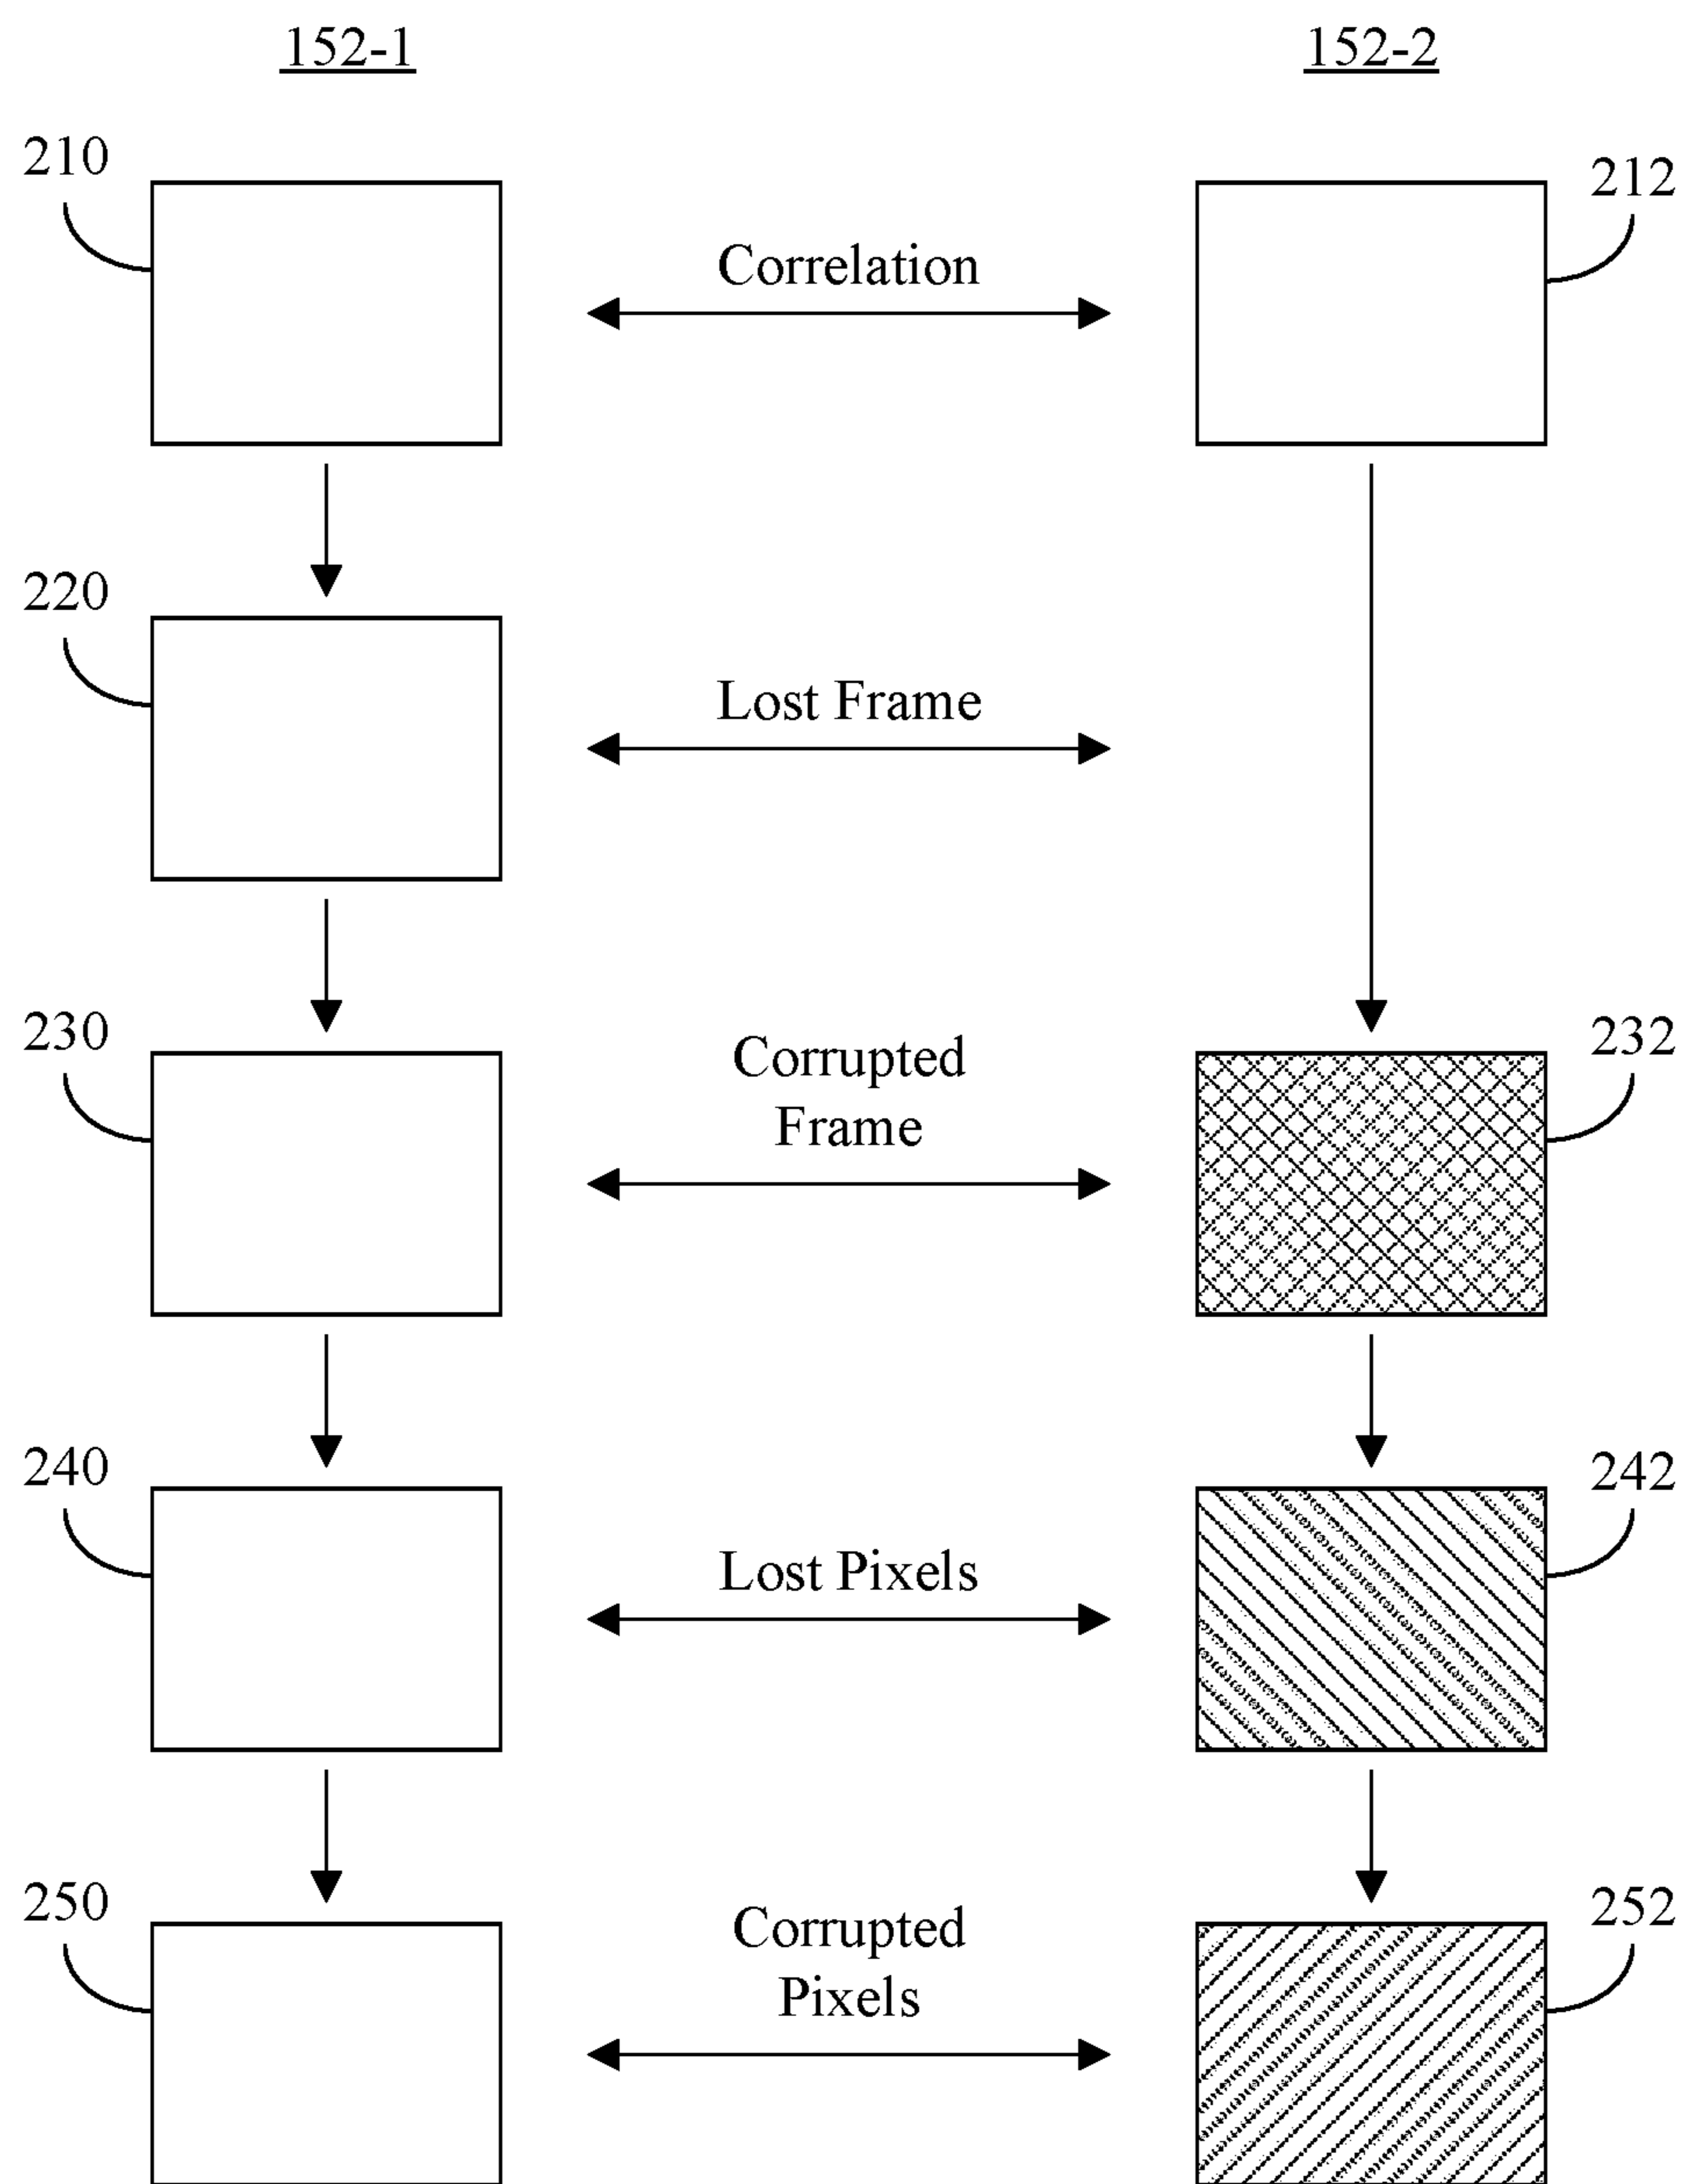 152-1
152-2
210
Correlation
212
220
Lost Frame
230
Corrupted
Frame
232
240
Lost Pixels
242
250
Corrupted
Pixels
252